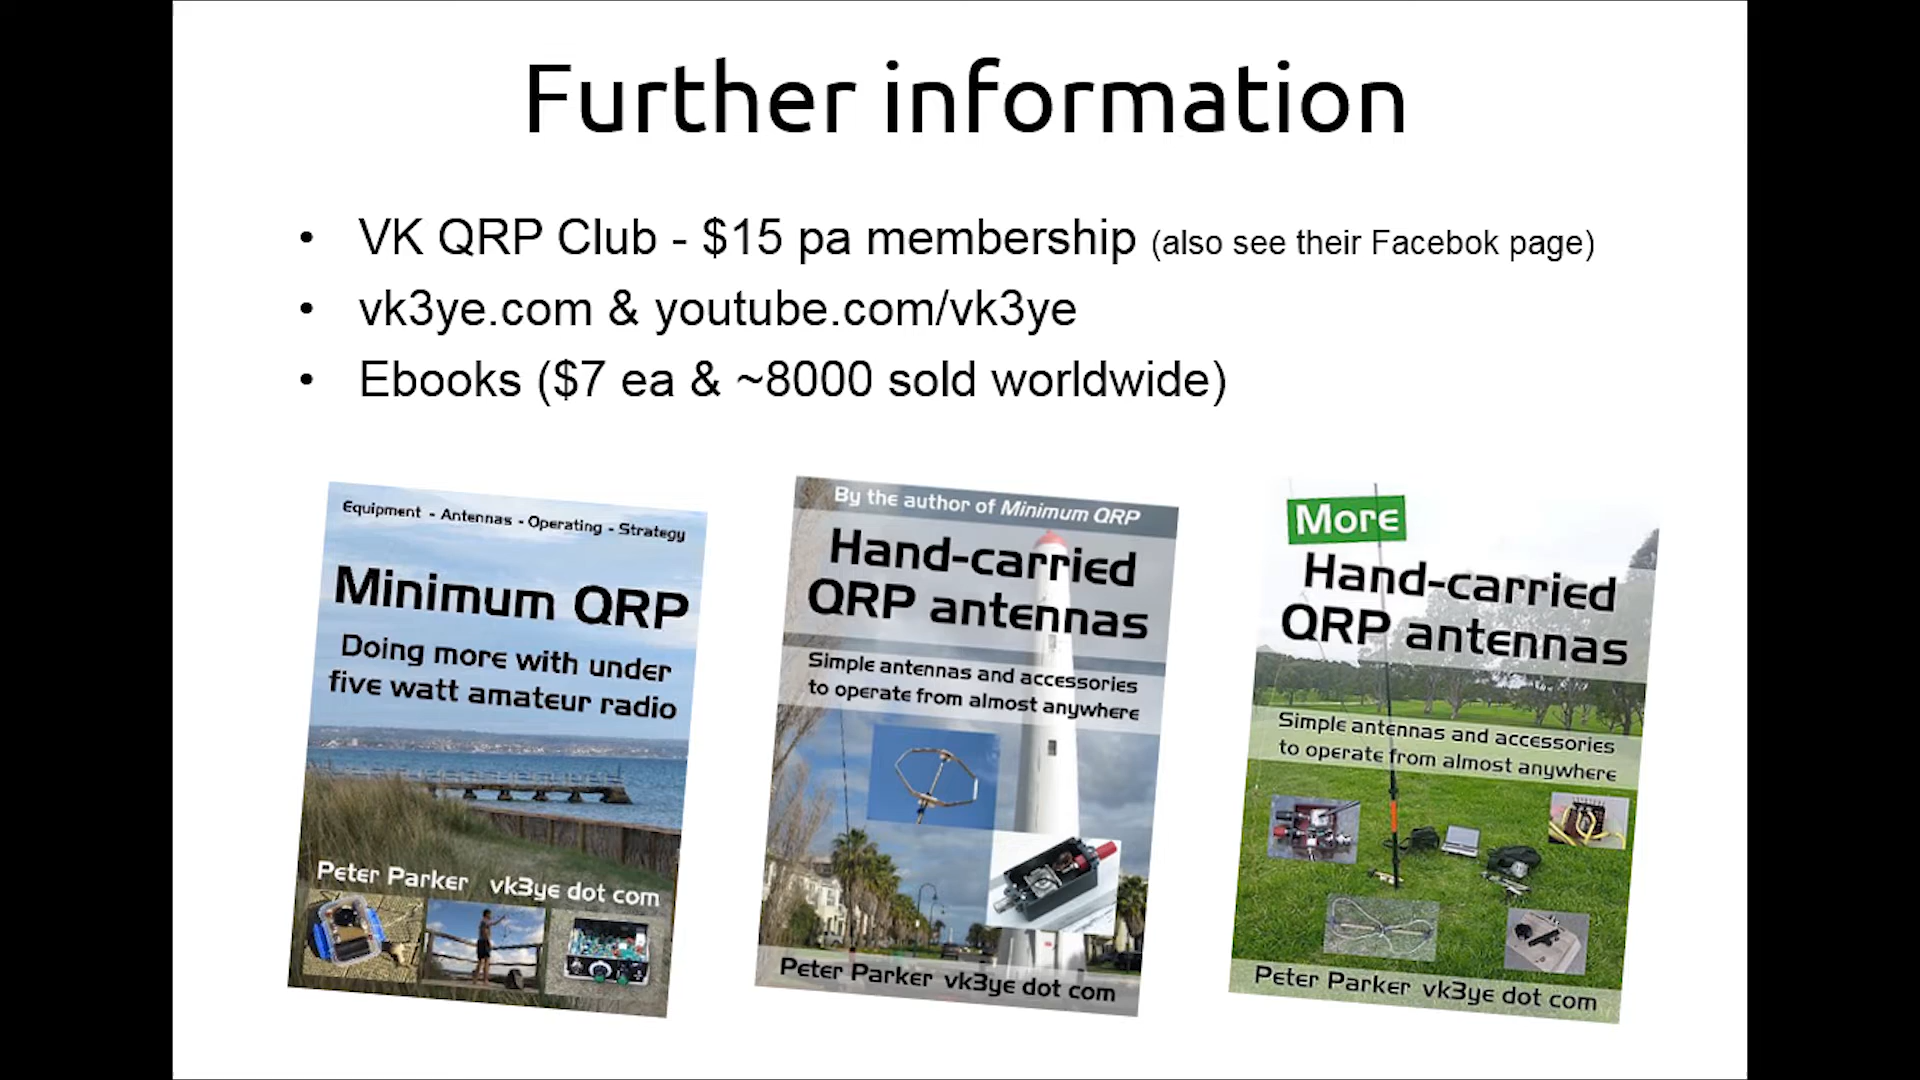 Further information
• VK QRP Club - $15 pa membership (also see their Facebok page)
• vk3ye.com & youtube.com/vk3ye
• Ebooks ($7 ea & ~8000 sold worldwide)
Equipment - Antennas - Operating - Strategy
Minimum QRP
Doing more with under
five watt amateur radio
Peter Parker vk3ye dot com
By the author of Minimum QRP
Hand-carried
QRP antennas
Simple antennas and accessories
to operate from almost anywhere
Peter Parker vk3ye dot com
More
Hand-carried
QRP antennas
Simple antennas and accessories
to operate from almost anywhere
Peter Parker vk3ye dot com